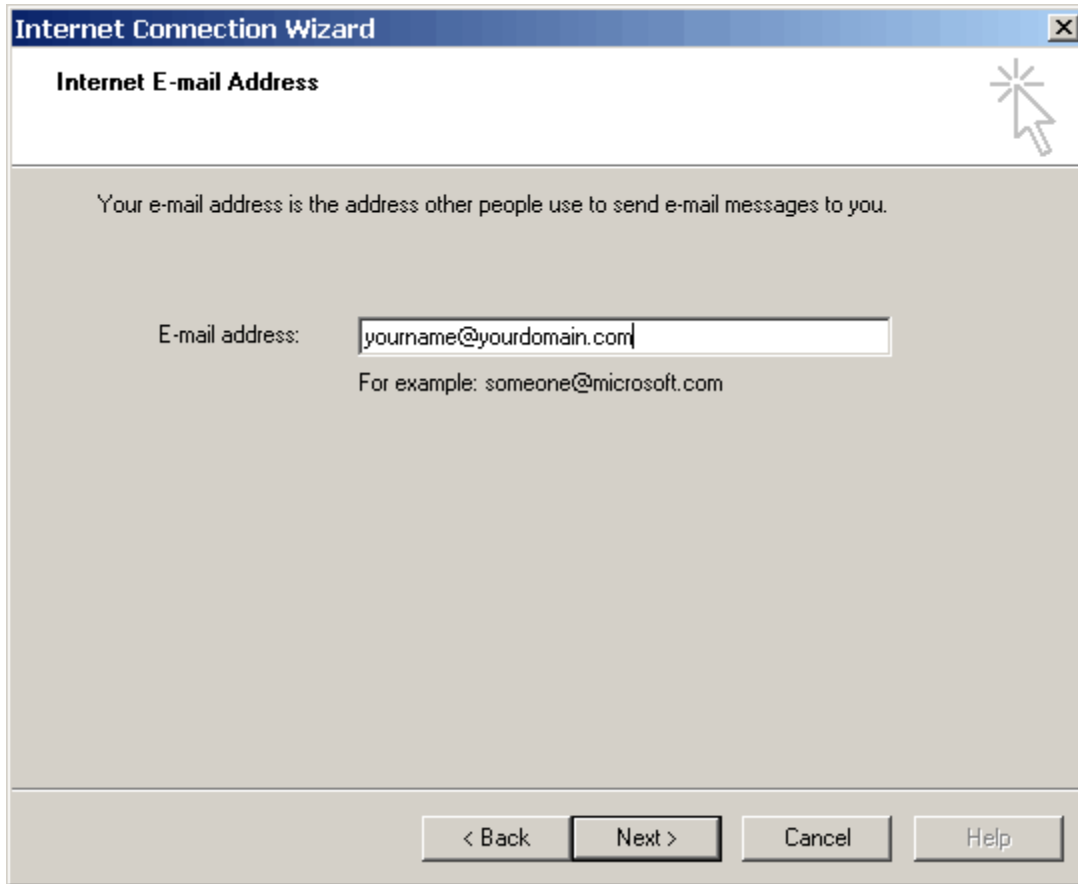 Internet Connection Wizard
Internet E-mail Address
Your e-mail address is the address other people use to send e-mail messages to you.
E-mail address: yourname@yourdomain.com
For example: someone@microsoft.com
< Back Next > Cancel Help